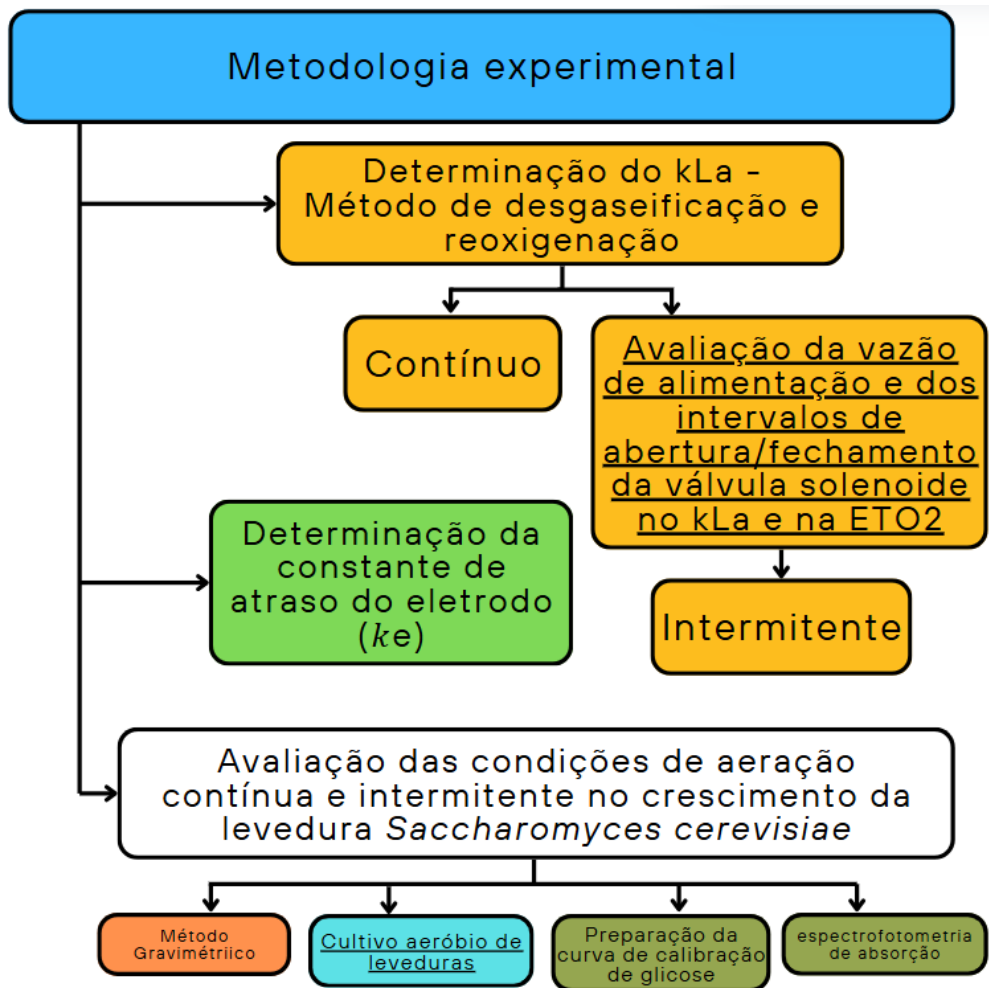 Metodologia experimental
Determinação do kLa -
Método de desgaseificação e
reoxigenação
Contínuo
Avaliação da vazão
de alimentação e dos
intervalos de
abertura/fechamento
da válvula solenoide
no kLa e na ETO2
Determinação da
constante de
atraso do eletrodo
(ke)
Intermitente
Avaliação das condições de aeração
contínua e intermitente no crescimento da
levedura Saccharomyces cerevisiae
Método
Gravimétriico
Cultivo aeróbio de
leveduras
Preparação da
curva de calibração
de glicose
espectrofotometria
de absorção